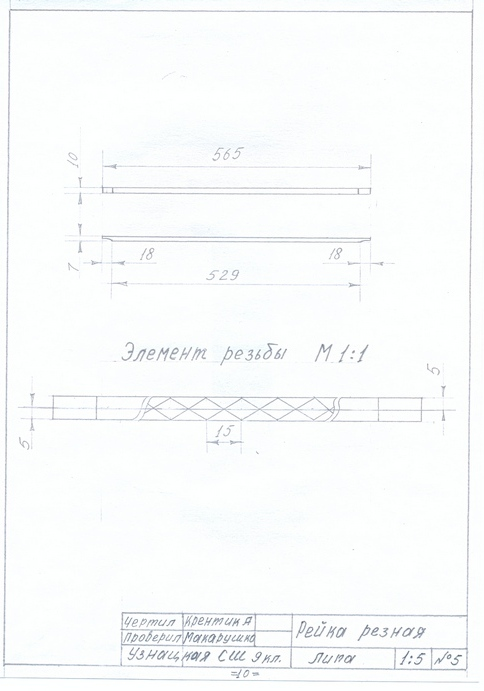 565
10
18
18
7
529
Элемент резьбы М 1:1
5
15
5
Чертил Крентик А
Проверил Макарушко
Рейка резная
Узнацкая СШ 9 кл. Липа 1:5 №5
=10=